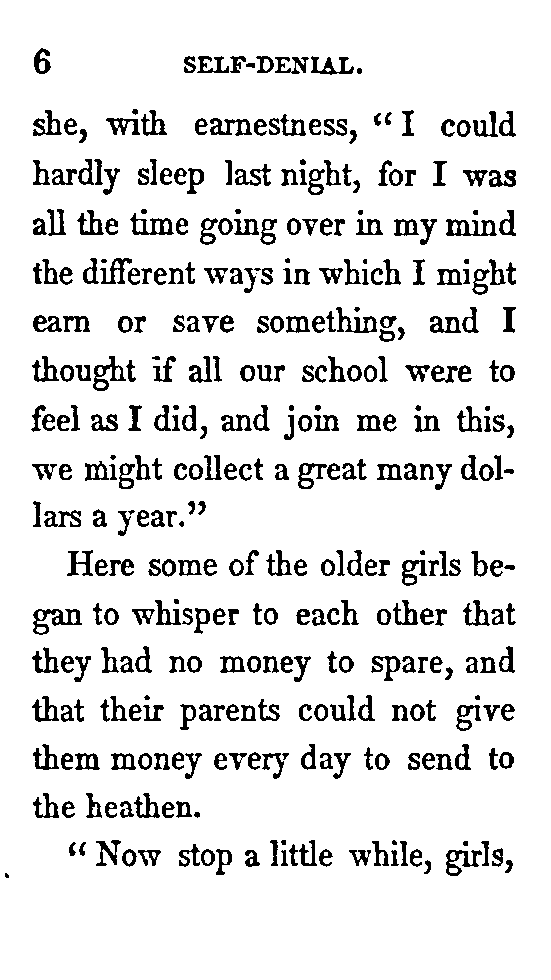 6 SELF-DENIAL.
she, with earnestness, “ I could
hardly sleep last night, for I was
all the time going over in my mind
the different ways in which I might
earn or save something, and I
thought if all our school were to
feel as I did, and join me in this,
we might collect a great many dol-
lars a year.”
Here some of the older girls be-
gan to whisper to each other that
they had no money to spare, and
that their parents could not give
them money every day to send to
the heathen.
“ Now stop a little while, girls,